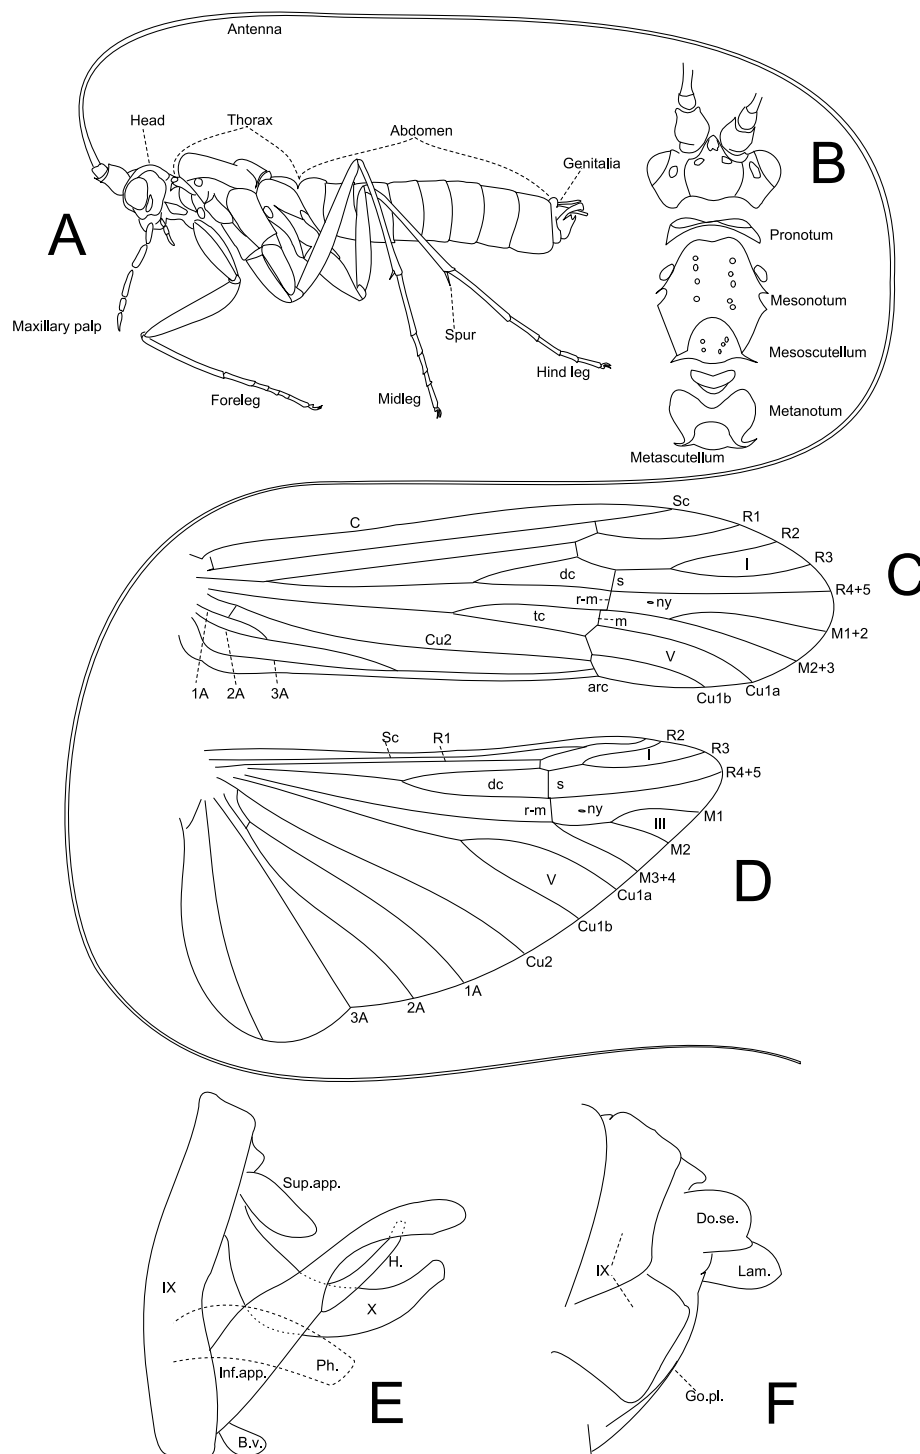 Antenna
Head
Thorax
Abdomen
Genitalia
A
Maxillary palp
Foreleg
Midleg
Spur
Hind leg
B
Pronotum
Mesonotum
Mesoscutellum
Metanotum
Metascutellum
C
Sc
R1
R2
R3
I
C
dc
s
R4+5
r-m
ny
tc
m
M1+2
Cu2
V
M2+3
1A
2A
3A
arc
Cu1b
Cu1a
Sc
R1
R2
R3
I
R4+5
dc
s
r-m
ny
M1
III
M2
D
M3+4
V
Cu1a
Cu1b
Cu2
1A
2A
3A
Sup.app.
H.
IX
X
Inf.app.
Ph.
B.v.
E
Do.se.
Lam.
IX
Go.pl.
F